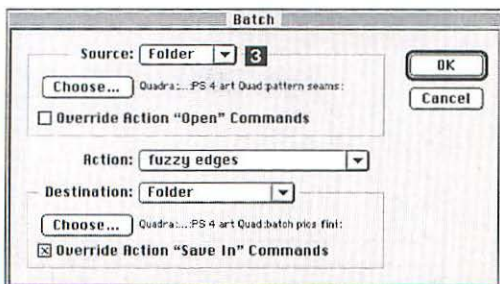 Batch
Source: Folder 3
OK
Choose... Quadra:...:PS 4 art Quad:pattern seams:
Cancel
Override Action "Open" Commands
Action: fuzzy edges
Destination: Folder
Choose... Quadra:...:PS 4 art Quad:batch pics fini:
Override Action "Save In" Commands